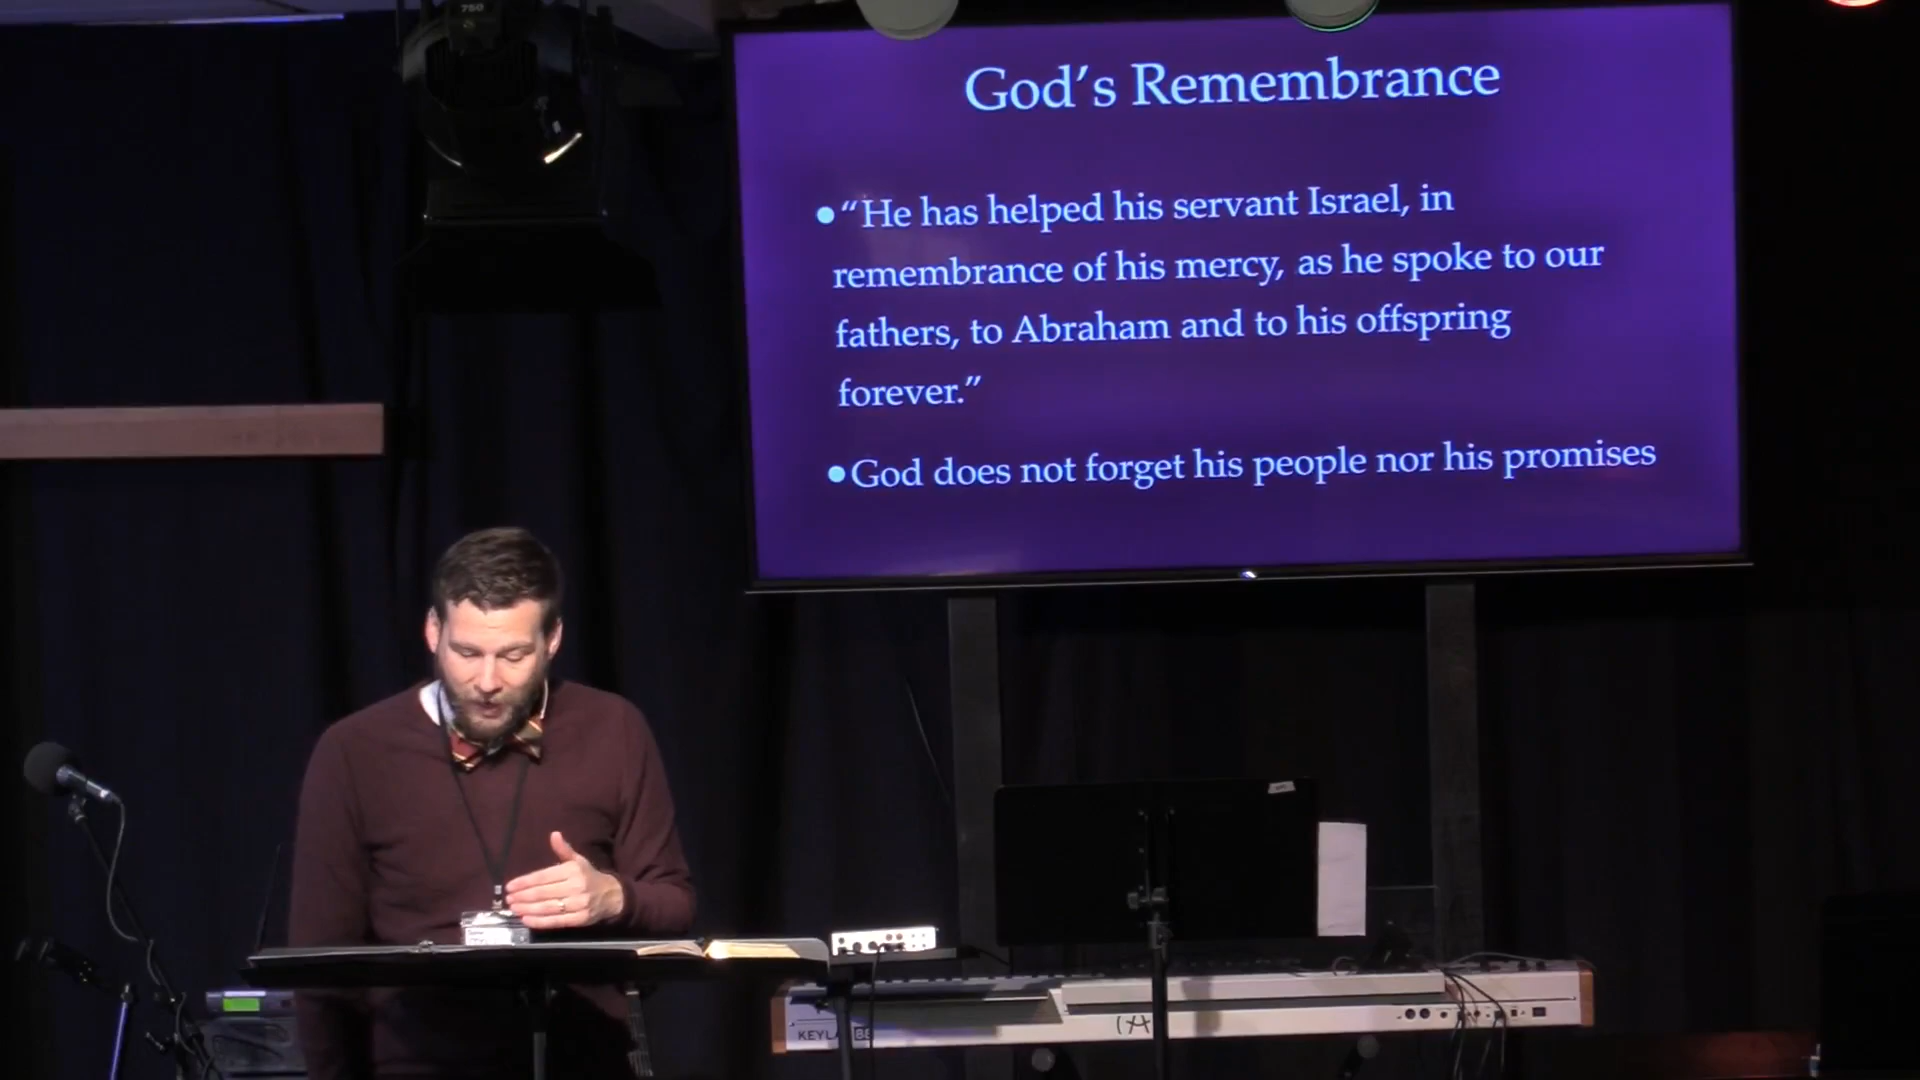 750
God's Remembrance
•“He has helped his servant Israel, in
remembrance of his mercy, as he spoke to our
fathers, to Abraham and to his offspring
forever.”
•God does not forget his people nor his promises